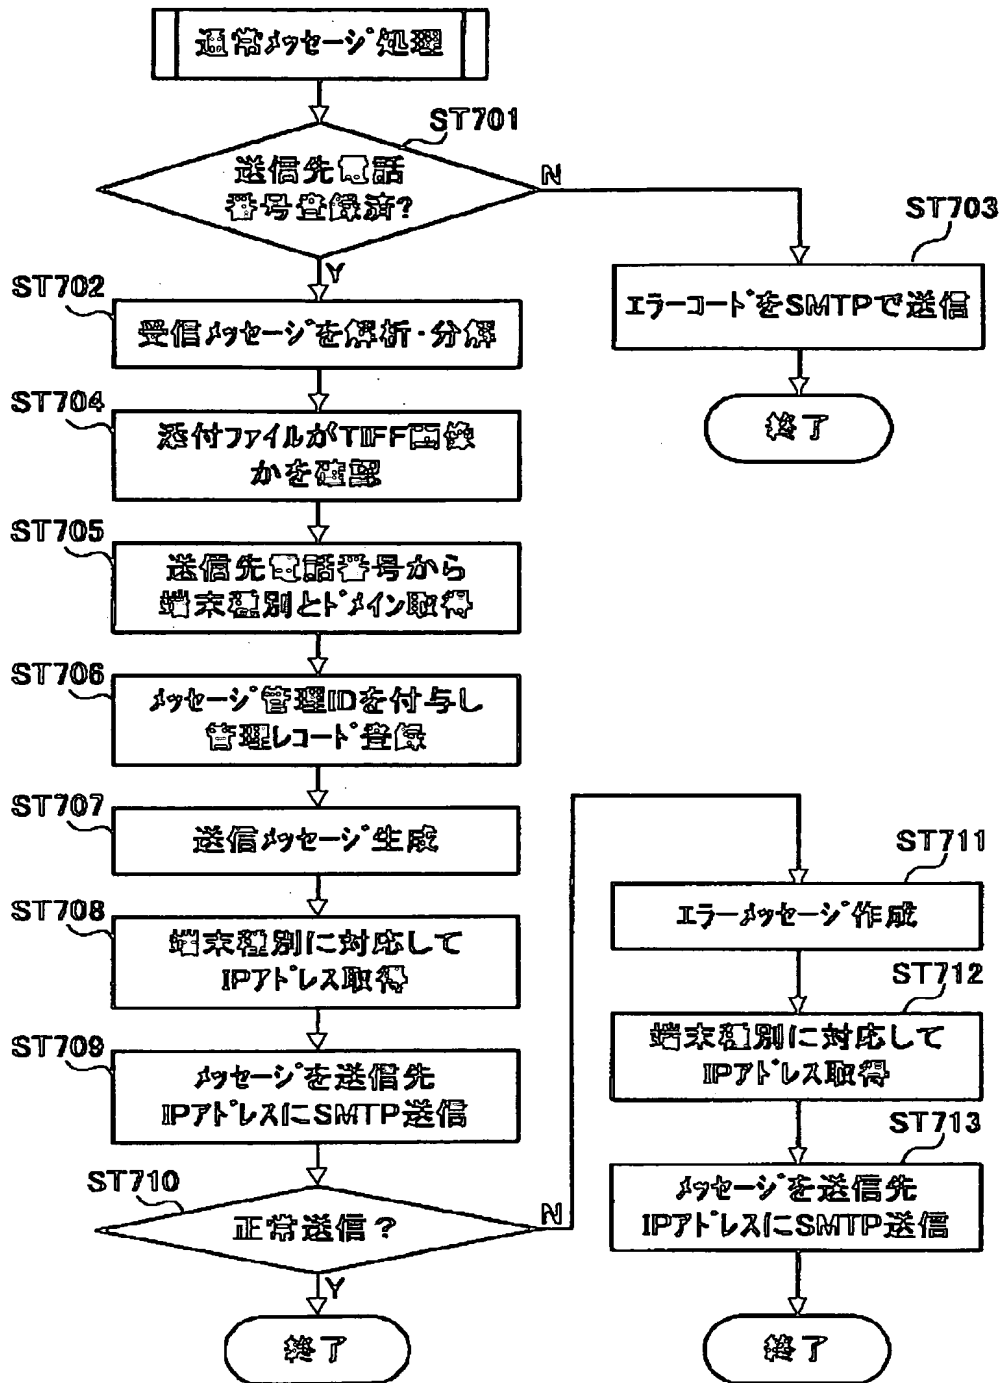 通常メッセージ処理
ST701
送信先電話
番号登録済?
N
Y
ST703
エラーコードをSMTPで送信
終了
ST702
受信メッセージを解析・分解
ST704
添付ファイルがTIFF画像
かを確認
ST705
送信先電話番号から
端末種別とドメイン取得
ST706
メッセージ管理IDを付与し
管理レコード登録
ST707
送信メッセージ生成
ST708
端末種別に対応して
IPアドレス取得
ST709
メッセージを送信先
IPアドレスにSMTP送信
ST710
正常送信?
N
Y
終了
ST711
エラーメッセージ作成
ST712
端末種別に対応して
IPアドレス取得
ST713
メッセージを送信先
IPアドレスにSMTP送信
終了